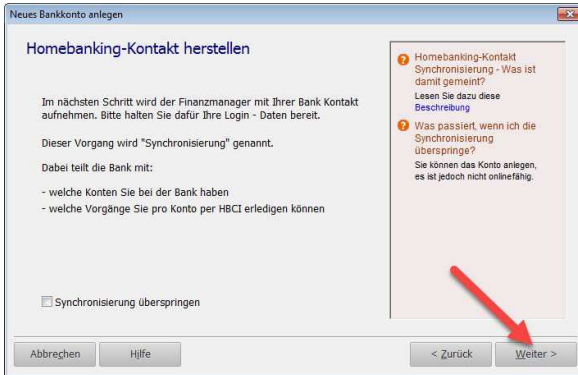 Neues Bankkonto anlegen
Homebanking-Kontakt herstellen
Im nächsten Schritt wird der Finanzmanager mit Ihrer Bank Kontakt
aufnehmen. Bitte halten Sie dafür Ihre Login - Daten bereit.
Dieser Vorgang wird "Synchronisierung" genannt.
Dabei teilt die Bank mit:
- welche Konten Sie bei der Bank haben
- welche Vorgänge Sie pro Konto per HBCI erledigen können
Synchronisierung überspringen
Homebanking-Kontakt
Synchronisierung - Was ist
damit gemeint?
Lesen Sie dazu diese
Beschreibung
Was passiert, wenn ich die
Synchronisierung
überspringe?
Sie können das Konto anlegen,
es ist jedoch nicht onlinefähig.
Abbrechen
Hilfe
< Zurück
Weiter >